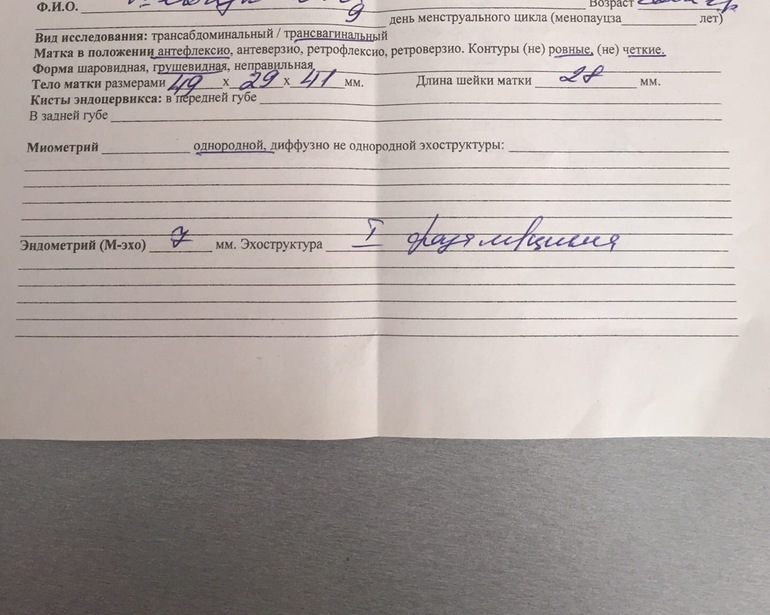 Ф.И.О. Возраст
9 день менструального цикла (менопауза лет)
Вид исследования: трансабдоминальный / трансвагинальный
Матка в положении антефлексио, антеверзио, ретрофлексио, ретроверзио. Контуры (не) ровные, (не) четкие.
Форма шаровидная, грушевидная, неправильная
Тело матки размерами 49 х 29 х 41 мм. Длина шейки матки 28 мм.
Кисты эндоцервикса: в передней губе
В задней губе
Миометрий однородной, диффузно не однородной эхоструктуры:
Эндометрий (М-эхо) 7 мм. Эхоструктура I фаза м/цикла